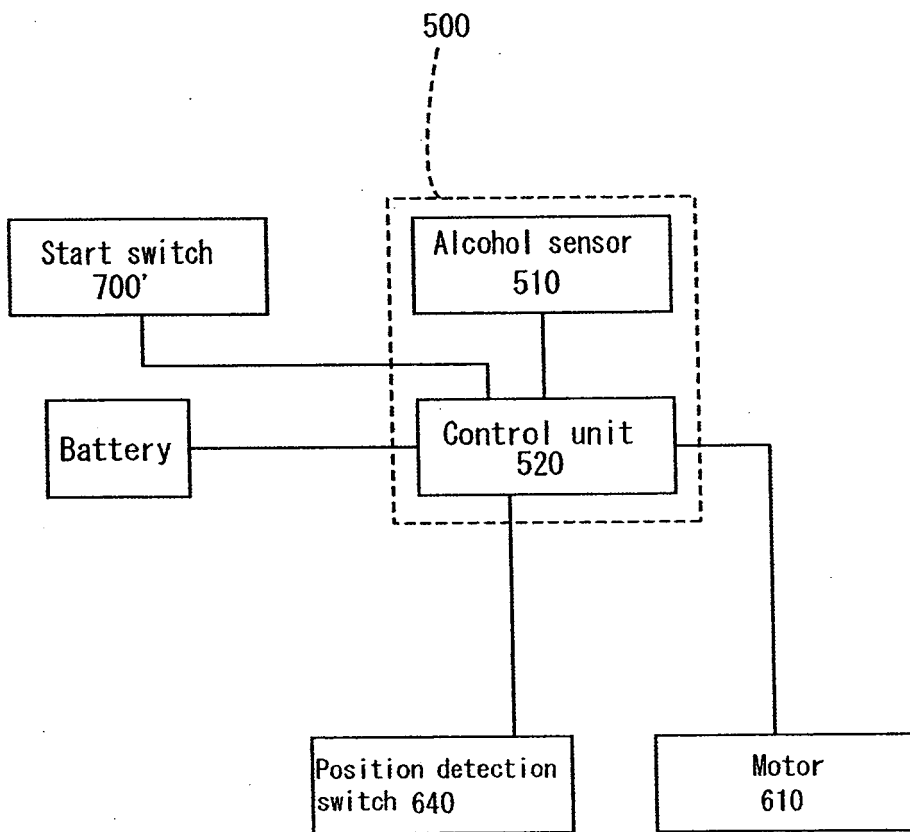 500
Start switch
700'
Alcohol sensor
510
Battery
Control unit
520
Position detection
switch 640
Motor
610